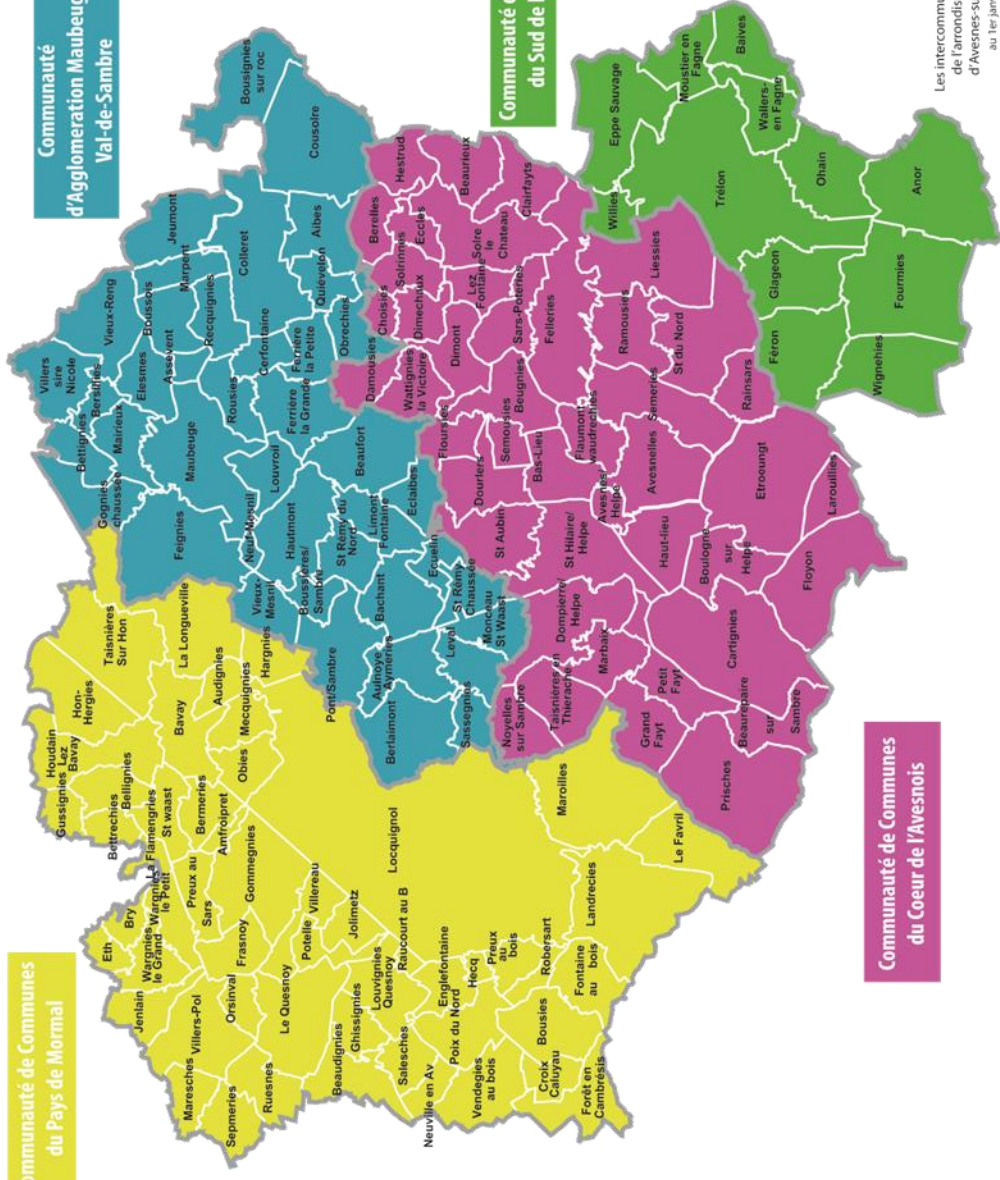 ommunauté de Communes
du Pays de Mormal
Communauté
d'Agglomeration Maubeug
Val-de-Sambre
Communauté
du Sud de
Communauté de Communes
du Coeur de l'Avesnois
Les intercommu
de l'arrondis
d'Avesnes-su
au 1er janv
Eth
Bry
Jenlain
Wargnies
le Grand
Wargnies
le Petit
Maresches
Villers-Pol
Sepmeries
Orsinval
Ruesnes
Le Quesnoy
Frasnoy
Preux au
Sars
Gommegnies
Potelle
Villereau
Jolimetz
Beaudignies
Ghissignies
Louvignies
Quesnoy
Raucourt au B
Salesches
Neuville en Av
Englefontaine
Poix du Nord
Hecq
Preux
au
bois
Vendegies
au bois
Robersart
Bousies
Croix
Caluyau
Fontaine
au
bois
Forêt en
Cambrésis
Landrecies
Le Favril
Maroilles
Locquignol
Gussignies
Houdain
Lez
Bavay
Hon-
Hergies
Taisnières
Sur Hon
Bettrechies
Bellignies
La Flamengries
St waast
Bavay
La Longueville
Audignies
Bermeries
Amfroipret
Obies
Mecquignies
Hargnies
Villers
sire
Nicole
Bettignies
Bersillies
Vieux-Reng
Gognies
chaussée
Mairieux
Elesmes
Boussois
Jeumont
Marpent
Assevent
Recquignies
Feignies
Maubeuge
Rousies
Colleret
Bousignies
sur roc
Cousolre
Cerfontaine
Louvroil
Neuf-Mesnil
Ferrière
la Grande
Ferrière
la Petite
Quiévelon
Aibes
Obrechies
Vieux-
Mesnil
Hautmont
Boussières/
Sambre
St Rémy du
Nord
Beaufort
Limont
Fontaine
Eclaibes
Pont/Sambre
Bachant
Aulnoye
Aymeries
Ecuelin
Berlaimont
Leval
St Rémy
Chaussée
Monceau
St Waast
Sassegnies
Damousies
Choisies
Berelles
Hestrud
Wattignies
la Victoire
Dimechaux
Solrinnes
Eccles
Beaurieux
Floursies
Dimont
Lez
Fontaine
Solre
le
Chateau
Clairfayts
Dourlers
Semousies
Beugnies
Sars-Poteries
Felleries
St Aubin
Bas-Lieu
Flaumont
waudrechies
Ramousies
Liessies
St Hilaire/
Helpe
Avesnes/
Helpe
Avesnelles
Semeries
St du Nord
Rainsars
Noyelles
sur Sambre
Taisnières en
Thierache
Dompierre/
Helpe
Marbaix
Haut-lieu
Boulogne
sur
Helpe
Etroeungt
Petit
Fayt
Grand
Fayt
Cartignies
Larouillies
Floyon
Prisches
Beaurepaire
sur
Sambre
Willies
Eppe Sauvage
Moustier en
Fagne
Baives
Wallers-
en Fagne
Trélon
Ohain
Glageon
Féron
Anor
Fourmies
Wignehies